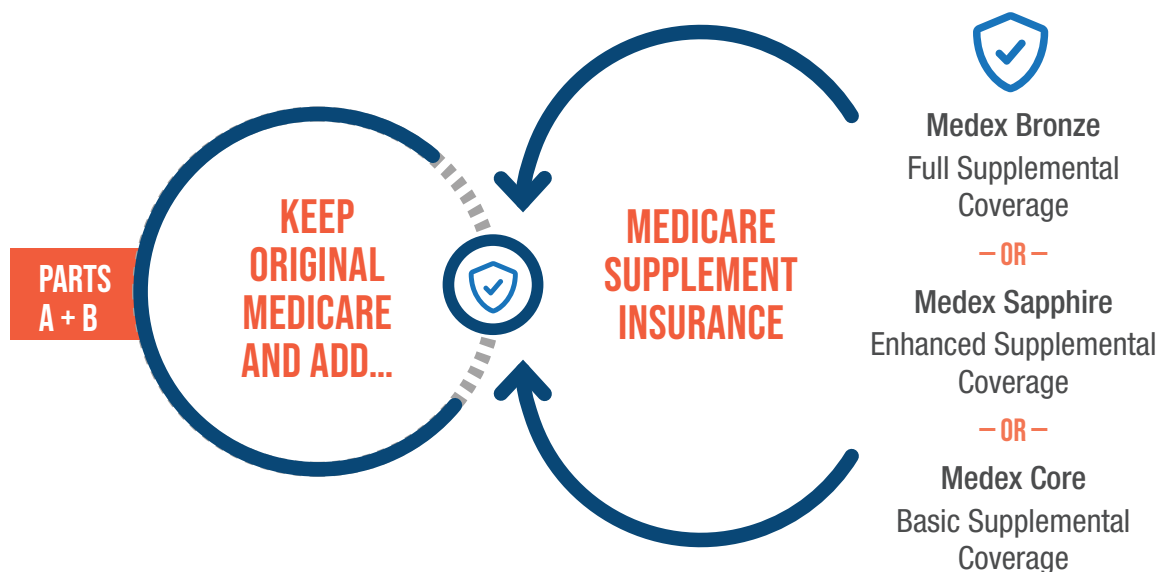 PARTS
A + B
KEEP
ORIGINAL
MEDICARE
AND ADD...
MEDICARE
SUPPLEMENT
INSURANCE
Medex Bronze
Full Supplemental
Coverage
– OR –
Medex Sapphire
Enhanced Supplemental
Coverage
– OR –
Medex Core
Basic Supplemental
Coverage